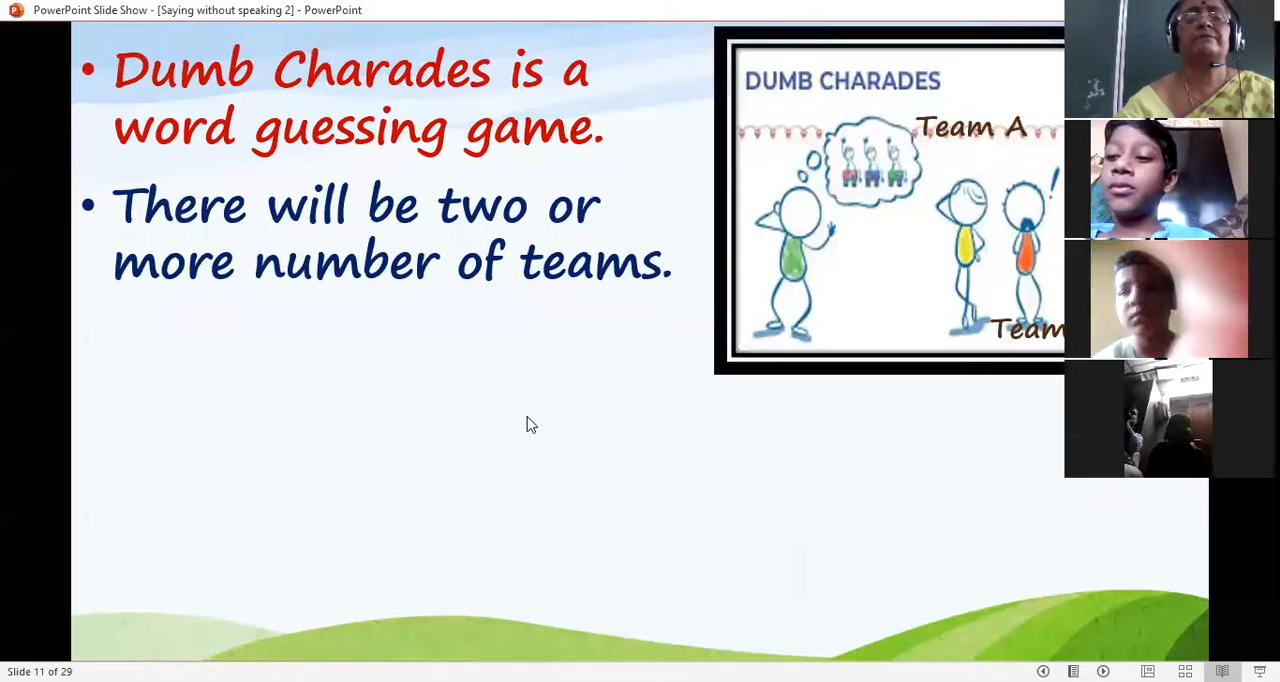 PowerPoint Slide Show - [Saying without speaking 2] - PowerPoint
• Dumb Charades is a
word guessing game.
• There will be two or
more number of teams.
DUMB CHARADES
Team A
Team
Slide 11 of 29